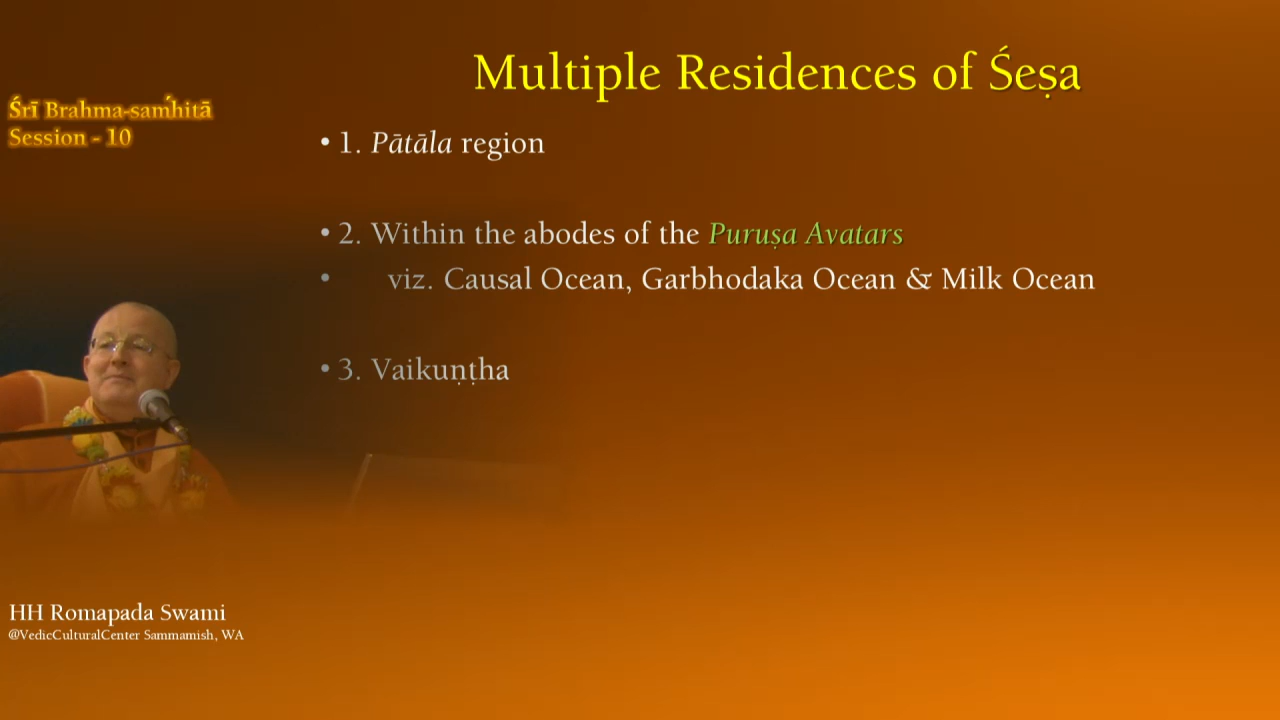 Multiple Residences of Śeṣa
Śrī Brahma-saṁhitā
Session - 10
• 1. Pātāla region
• 2. Within the abodes of the Puruṣa Avatars
• viz. Causal Ocean, Garbhodaka Ocean & Milk Ocean
• 3. Vaikuṇṭha
HH Romapada Swami
@VedicCulturalCenter Sammamish, WA